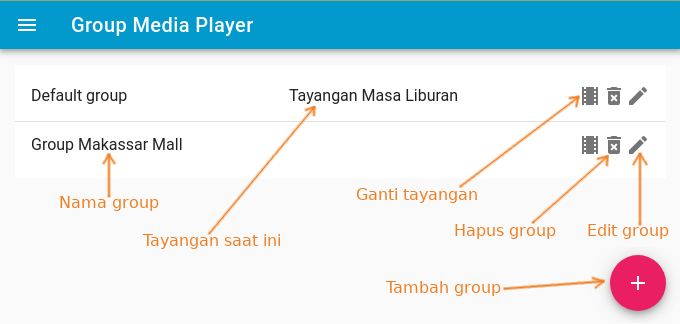 Group Media Player
Default group
Tayangan Masa Liburan
Group Makassar Mall
Nama group
Ganti tayangan
Tayangan saat ini
Hapus group
Edit group
Tambah group